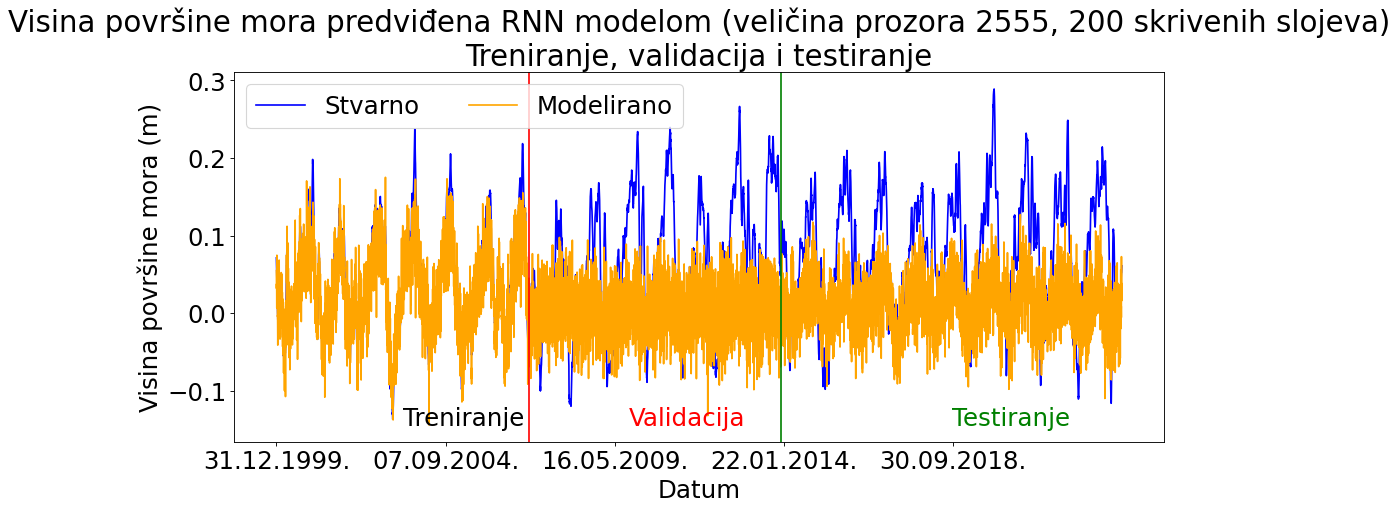 Visina površine mora predviđena RNN modelom (veličina prozora 2555, 200 skrivenih slojeva)
Treniranje, validacija i testiranje
Visina površine mora (m)
0.3
0.2
0.1
0.0
−0.1
Stvarno
Modelirano
Treniranje
Validacija
Testiranje
31.12.1999.
07.09.2004.
16.05.2009.
22.01.2014.
30.09.2018.
Datum